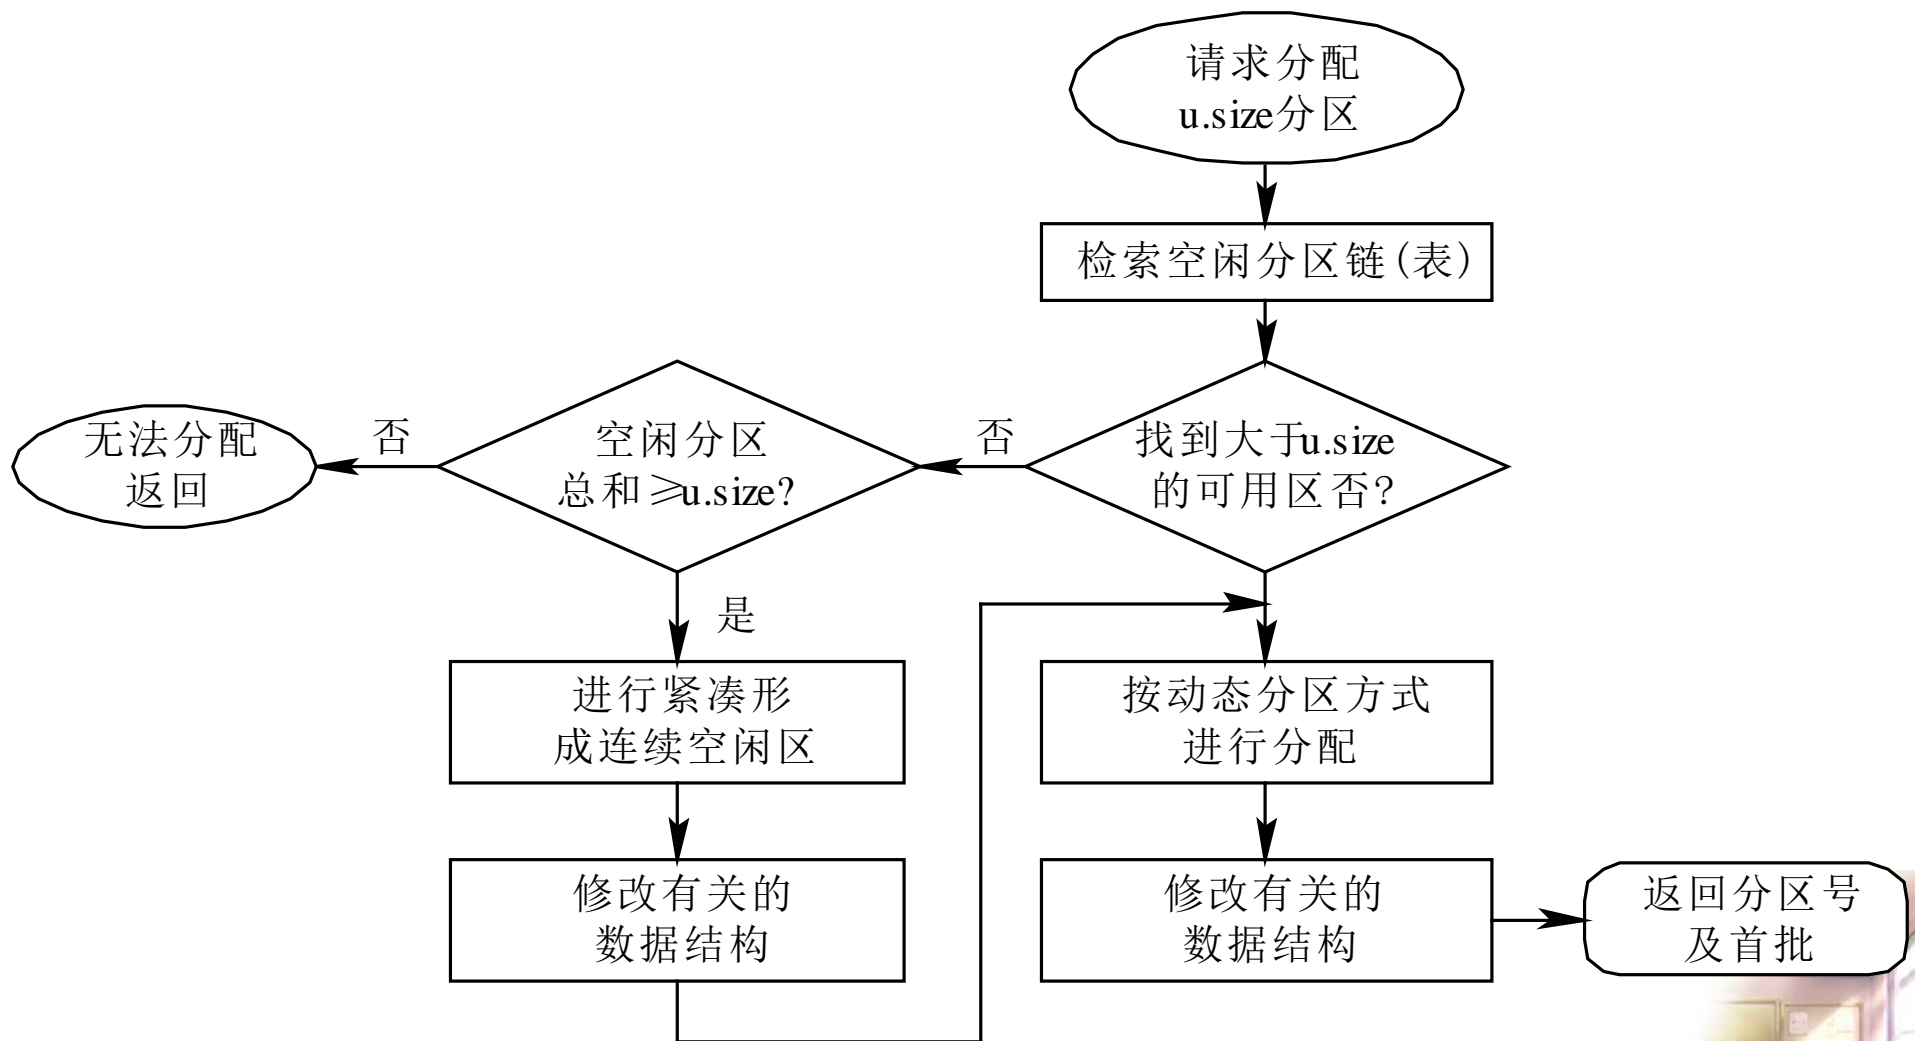 请求分配
u.size分区
检索空闲分区链(表)
找到大于u.size
的可用区否?
否
空闲分区
总和≥u.size?
否
无法分配
返回
是
进行紧凑形
成连续空闲区
修改有关的
数据结构
按动态分区方式
进行分配
修改有关的
数据结构
返回分区号
及首批